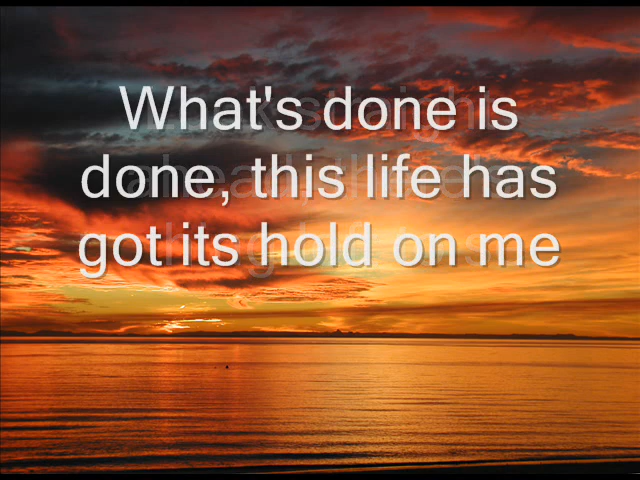 What's done is
done, this life has
got its hold on me